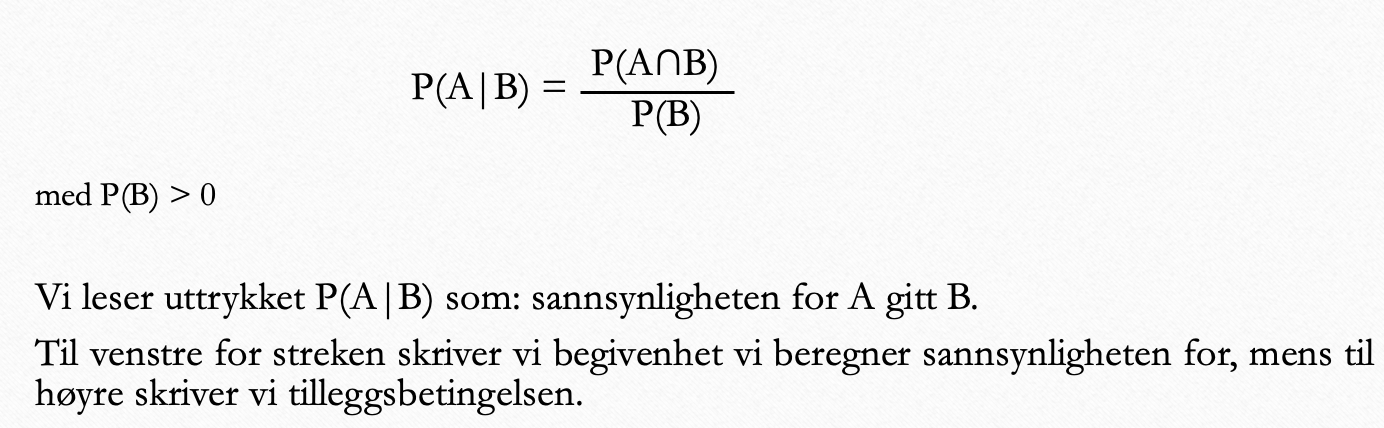 P(A|B) = P(A∩B)
P(B)
med P(B) > 0
Vi leser uttrykket P(A|B) som: sannsynligheten for A gitt B.
Til venstre for streken skriver vi begivenhet vi beregner sannsynligheten for, mens til
høyre skriver vi tilleggsbetingelsen.